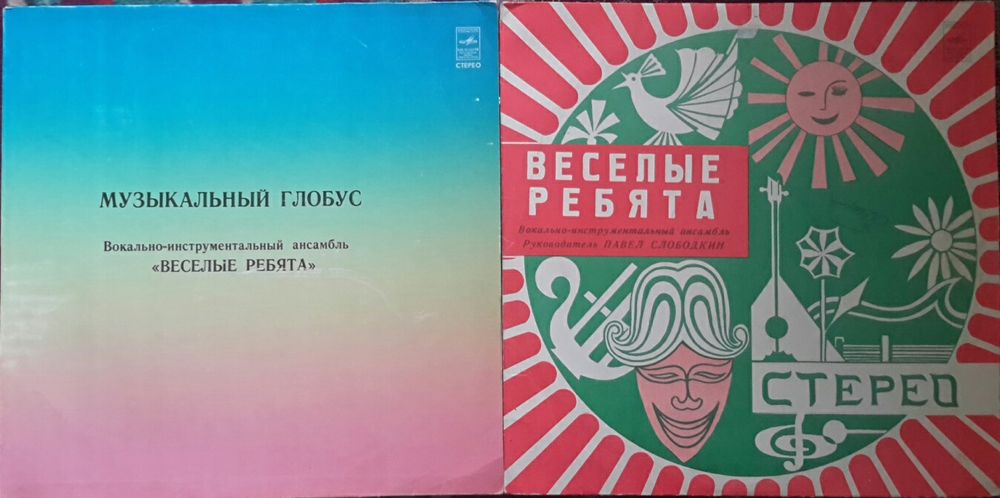 СТЕРЕО
МУЗЫКАЛЬНЫЙ ГЛОБУС
Вокально-инструментальный ансамбль
«ВЕСЕЛЫЕ РЕБЯТА»
ВЕСЕЛЫЕ
РЕБЯТА
Вокально-инструментальный ансамбль
Руководитель ПАВЕЛ СЛОБОДКИН
СТЕРЕО